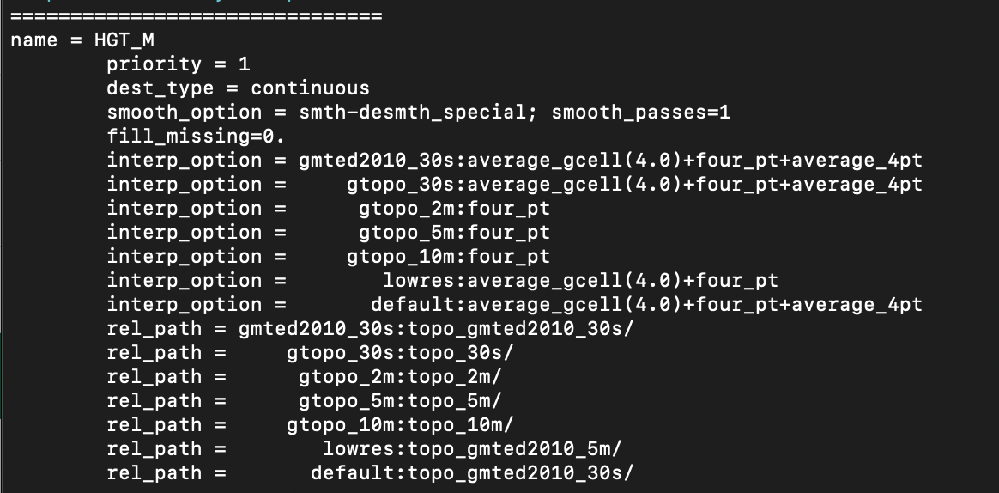 ===============================
name = HGT_M
        priority = 1
        dest_type = continuous
        smooth_option = smth-desmth_special; smooth_passes=1
        fill_missing=0.
        interp_option = gmted2010_30s:average_gcell(4.0)+four_pt+average_4pt
        interp_option =     gtopo_30s:average_gcell(4.0)+four_pt+average_4pt
        interp_option =      gtopo_2m:four_pt
        interp_option =      gtopo_5m:four_pt
        interp_option =     gtopo_10m:four_pt
        interp_option =        lowres:average_gcell(4.0)+four_pt
        interp_option =       default:average_gcell(4.0)+four_pt+average_4pt
        rel_path = gmted2010_30s:topo_gmted2010_30s/
        rel_path =     gtopo_30s:topo_30s/
        rel_path =      gtopo_2m:topo_2m/
        rel_path =      gtopo_5m:topo_5m/
        rel_path =     gtopo_10m:topo_10m/
        rel_path =        lowres:topo_gmted2010_5m/
        rel_path =       default:topo_gmted2010_30s/